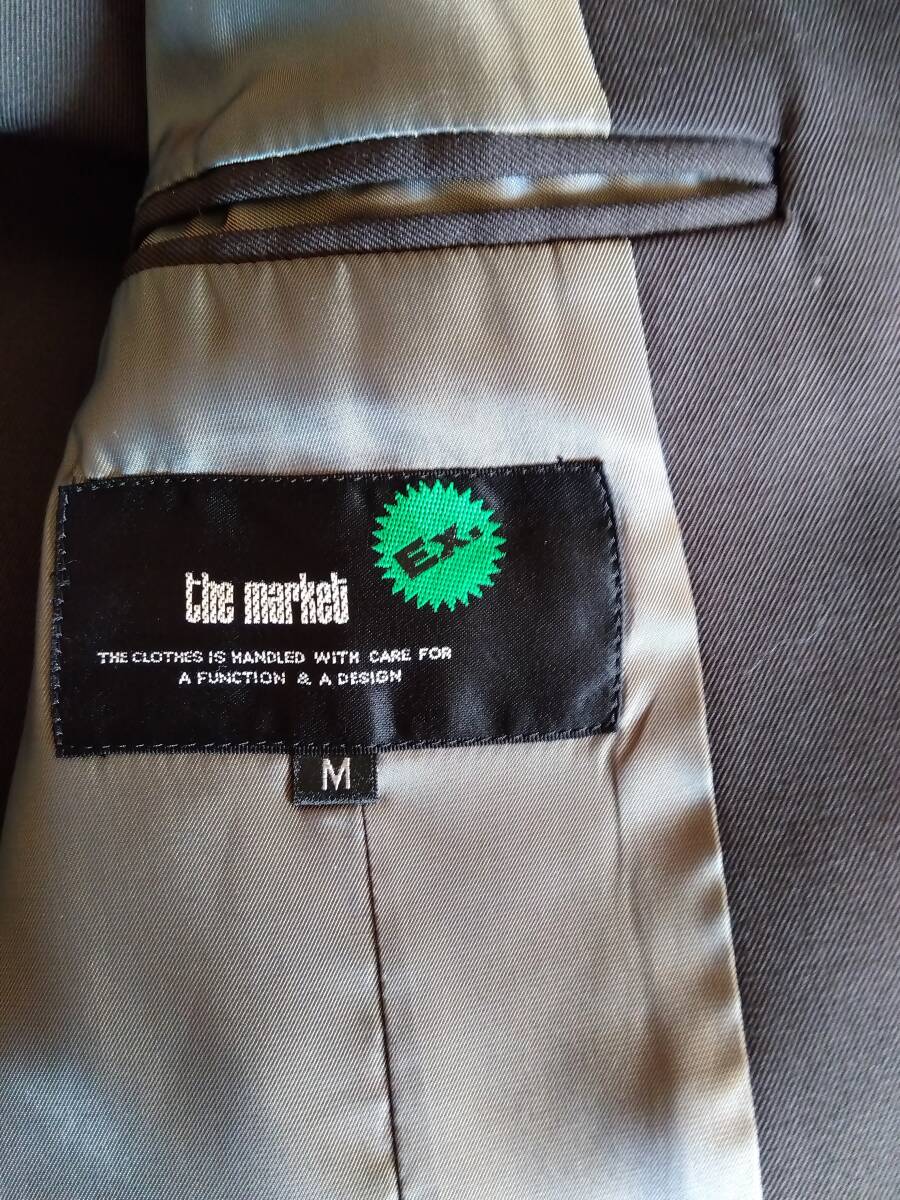 Ex.
the market
THE CLOTHES IS HANDLED WITH CARE FOR
A FUNCTION & A DESIGN
M